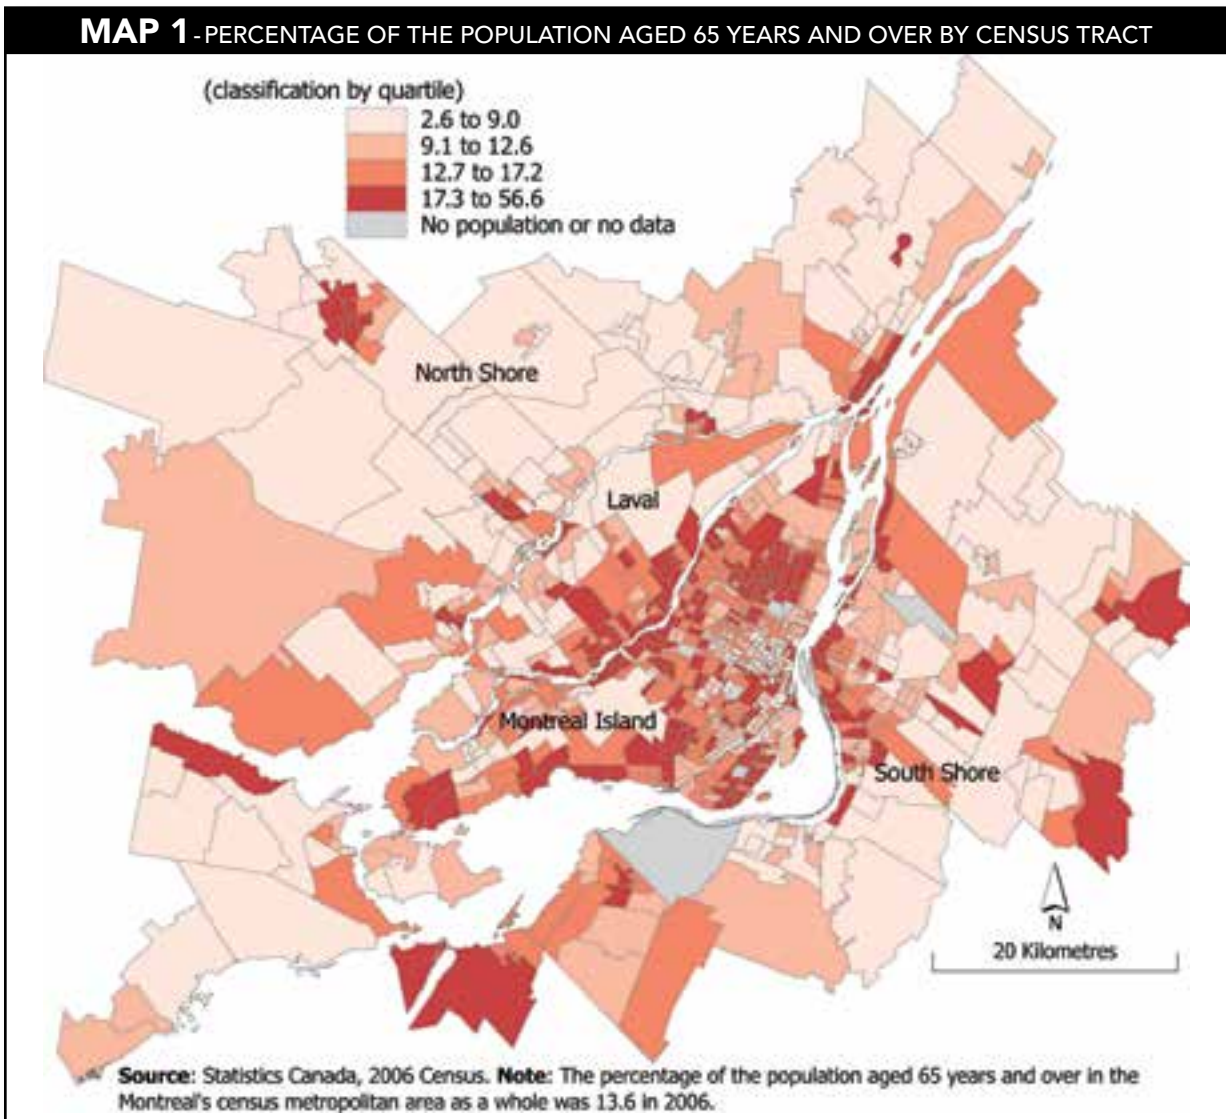 MAP 1 - PERCENTAGE OF THE POPULATION AGED 65 YEARS AND OVER BY CENSUS TRACT
(classification by quartile)
2.6 to 9.0
9.1 to 12.6
12.7 to 17.2
17.3 to 56.6
No population or no data
North Shore
Laval
Montreal Island
South Shore
N
20 Kilometres
Source: Statistics Canada, 2006 Census. Note: The percentage of the population aged 65 years and over in the
Montreal's census metropolitan area as a whole was 13.6 in 2006.